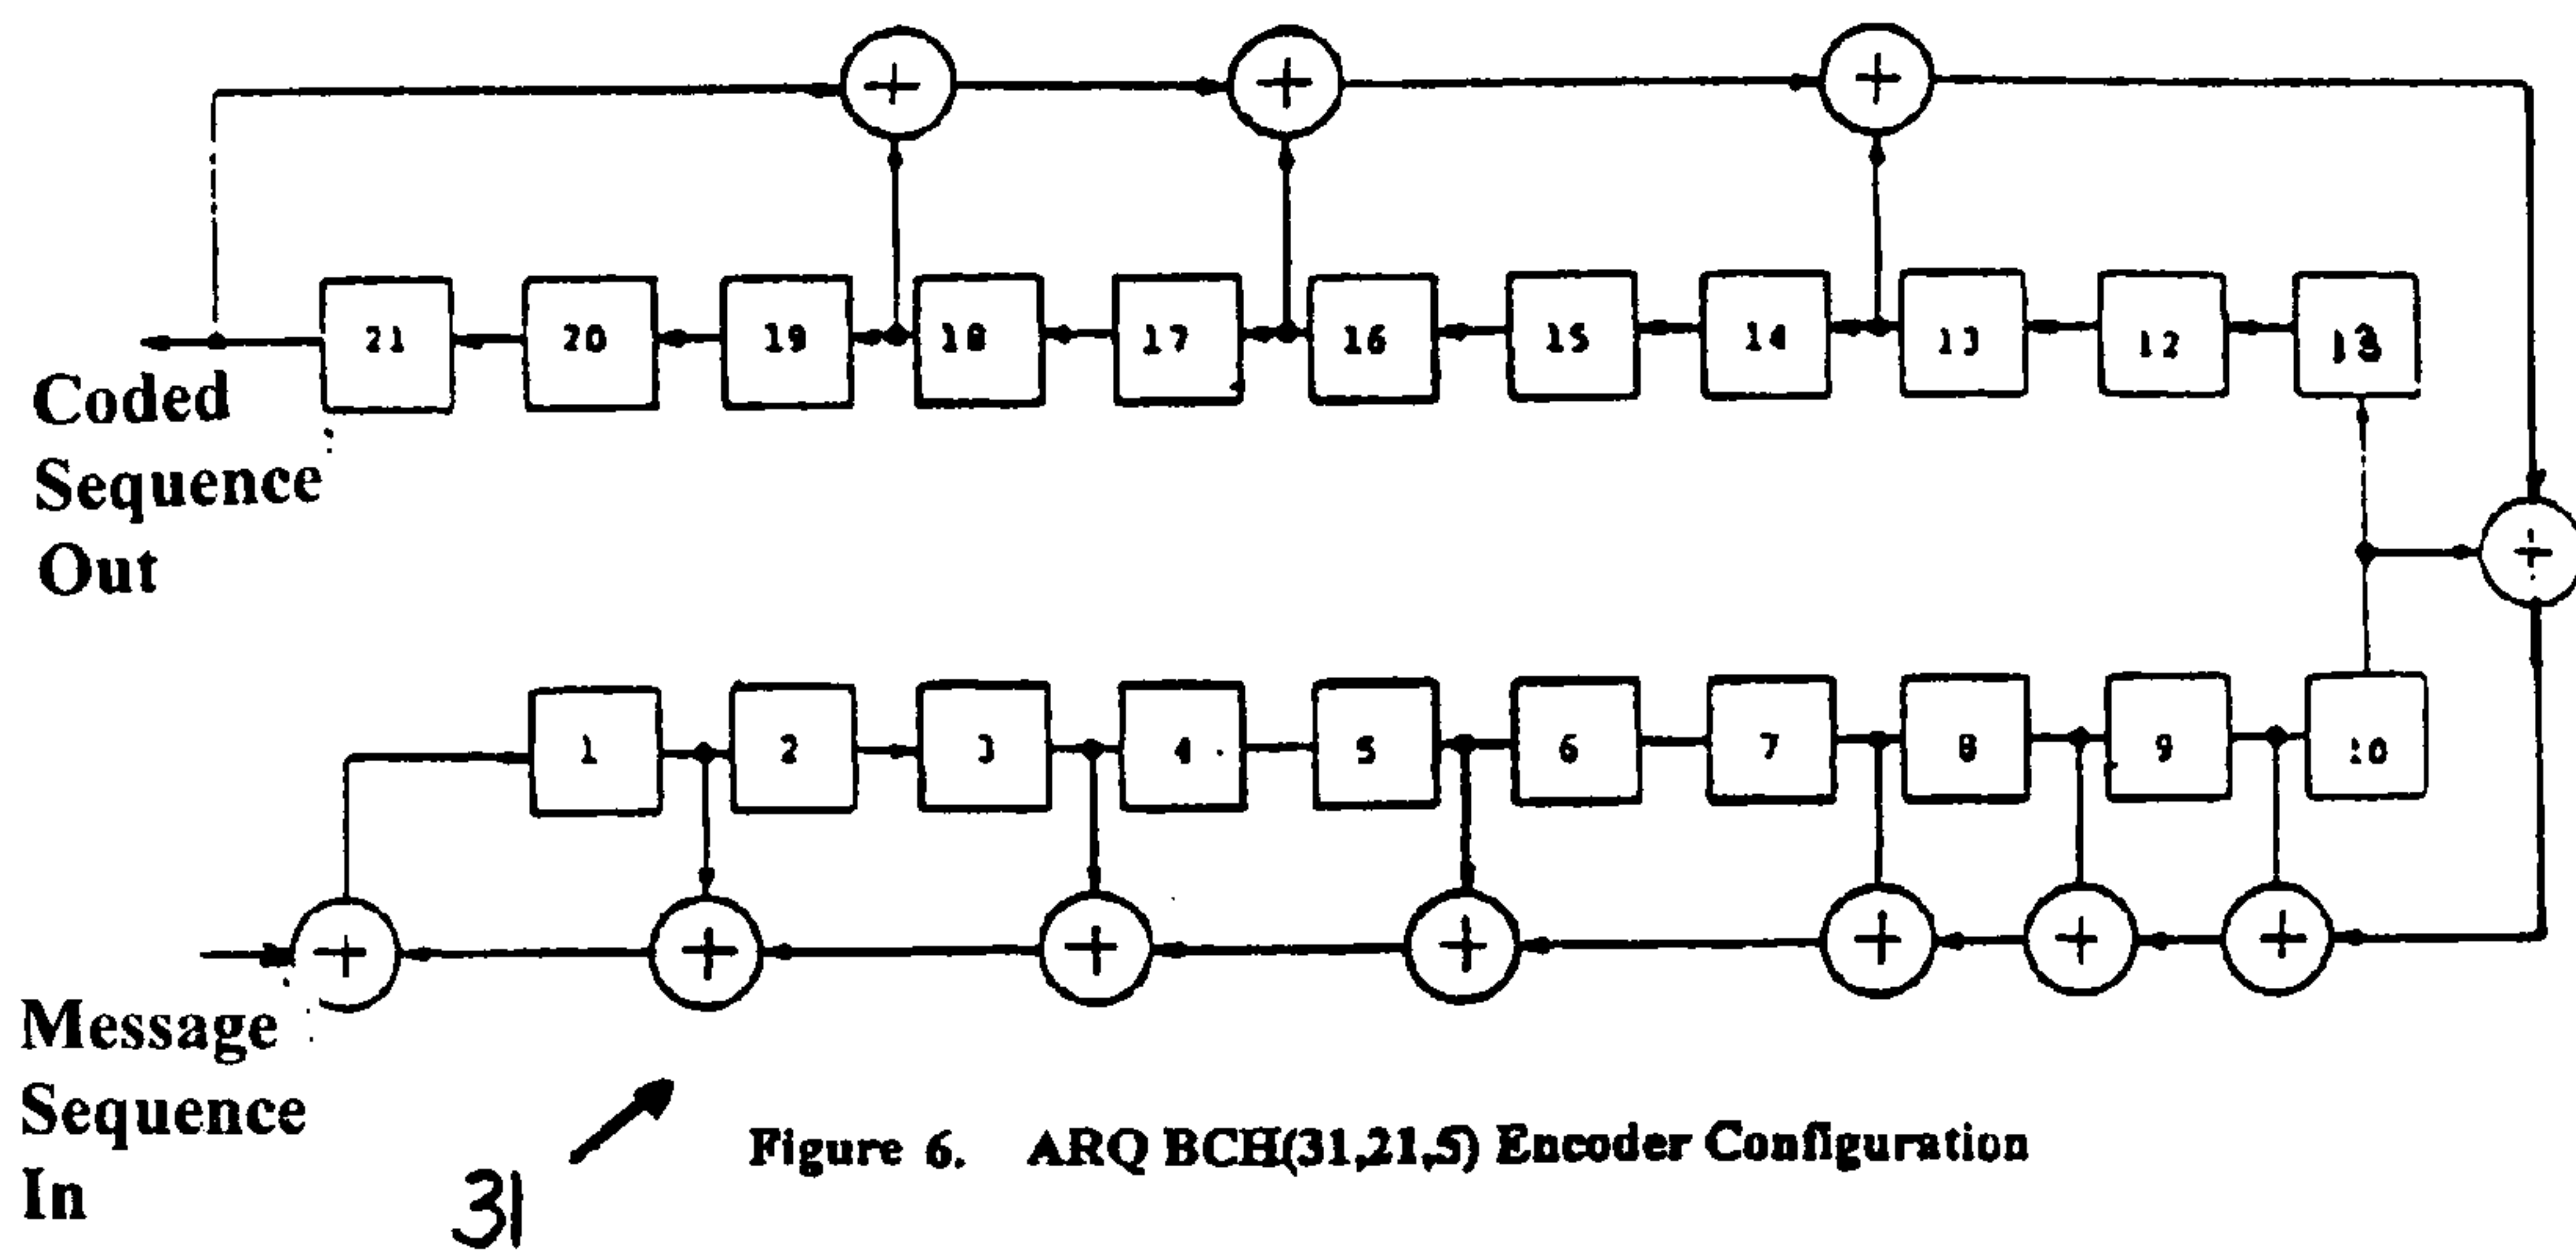 + + +
21 20 19 18 17 16 15 14 13 12
Coded
Sequence
Out
+
1 2 3 4 5 6 7 8 9 10
+ + + + + + +
Message
Sequence
In
31
Figure 6. ARQ BCH(31,21,5) Encoder Configuration